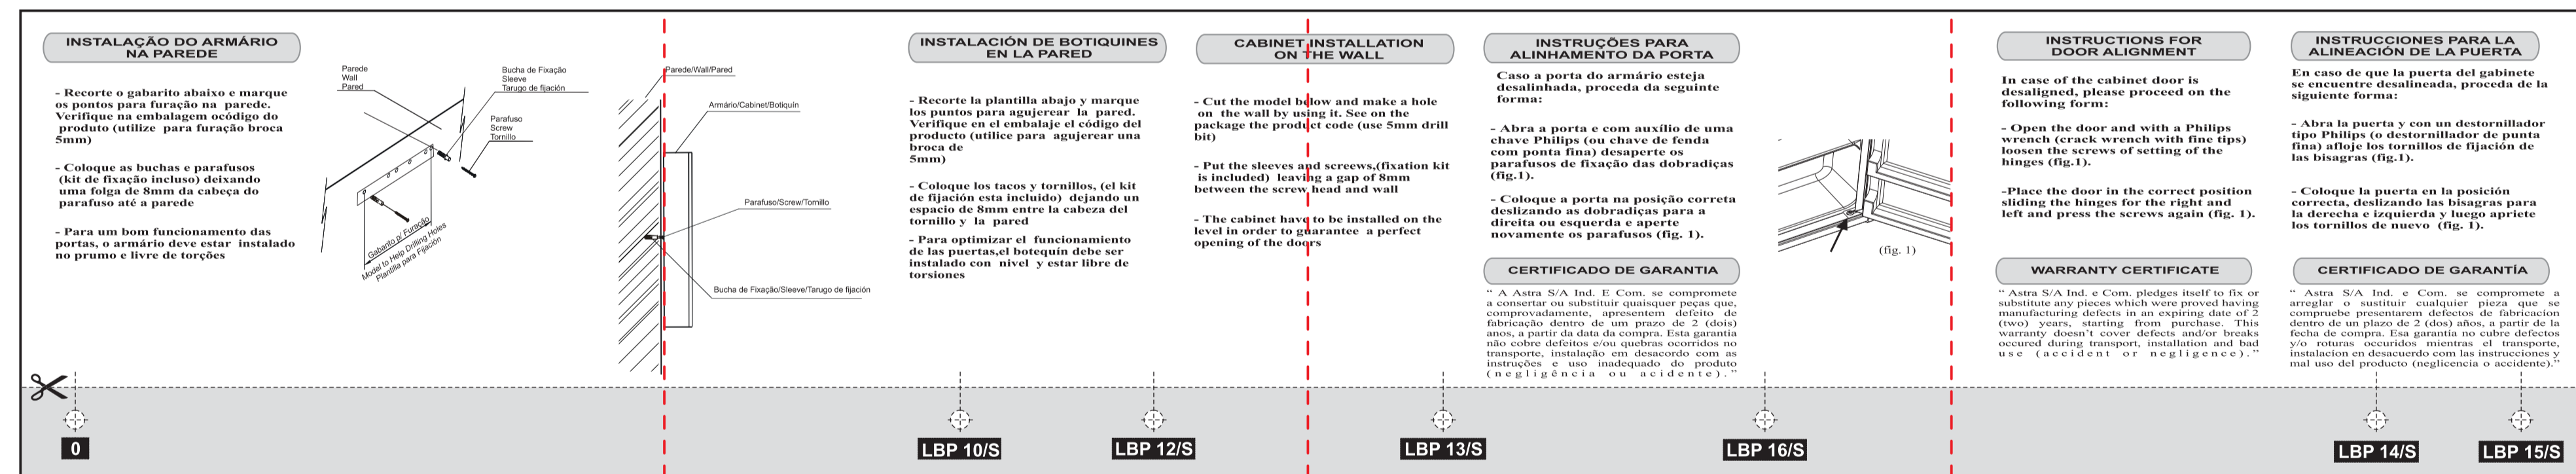 INSTALAÇÃO DO ARMÁRIO
NA PAREDE
- Recorte o gabarito abaixo e marque
os pontos para furação na parede.
Verifique na embalagem ocódigo do
produto (utilize para furação broca
5mm)
- Coloque as buchas e parafusos
(kit de fixação incluso) deixando
uma folga de 8mm da cabeça do
parafuso até a parede
- Para um bom funcionamento das
portas, o armário deve estar instalado
no prumo e livre de torções
Parede
Wall
Pared
Bucha de Fixação
Sleeve
Tarugo de fijación
Parafuso
Screw
Tornillo
Gabarito p/ Furação
Model to Help Drilling Holes
Plantilla para Fijación
Parede/Wall/Pared
Armário/Cabinet/Botiquín
Parafuso/Screw/Tornillo
Bucha de Fixação/Sleeve/Tarugo de fijación
INSTALACIÓN DE BOTIQUINES
EN LA PARED
- Recorte la plantilla abajo y marque
los puntos para agujerear la pared.
Verifique en el embalaje el código del
producto (utilice para agujerear una
broca de
5mm)
- Coloque los tacos y tornillos, (el kit
de fijación esta incluido) dejando un
espacio de 8mm entre la cabeza del
tornillo y la pared
- Para optimizar el funcionamiento
de las puertas,el botequín debe ser
instalado con nivel y estar libre de
torsiones
CABINET INSTALLATION
ON THE WALL
- Cut the model below and make a hole
on the wall by using it. See on the
package the product code (use 5mm drill
bit)
- Put the sleeves and screews,(fixation kit
is included) leaving a gap of 8mm
between the screw head and wall
- The cabinet have to be installed on the
level in order to guarantee a perfect
opening of the doors
INSTRUÇÕES PARA
ALINHAMENTO DA PORTA
Caso a porta do armário esteja
desalinhada, proceda da seguinte
forma:
- Abra a porta e com auxílio de uma
chave Philips (ou chave de fenda
com ponta fina) desaperte os
parafusos de fixação das dobradiças
(fig.1).
- Coloque a porta na posição correta
deslizando as dobradiças para a
direita ou esquerda e aperte
novamente os parafusos (fig. 1).
CERTIFICADO DE GARANTIA
“ A Astra S/A Ind. E Com. se compromete
a consertar ou substituir quaisquer peças que,
comprovadamente, apresentem defeito de
fabricação dentro de um prazo de 2 (dois)
anos, a partir da data da compra. Esta garantia
não cobre defeitos e/ou quebras ocorridos no
transporte, instalação em desacordo com as
instruções e uso inadequado do produto
(negligência ou acidente).”
(fig. 1)
INSTRUCTIONS FOR
DOOR ALIGNMENT
In case of the cabinet door is
desaligned, please proceed on the
following form:
- Open the door and with a Philips
wrench (crack wrench with fine tips)
loosen the screws of setting of the
hinges (fig.1).
-Place the door in the correct position
sliding the hinges for the right and
left and press the screws again (fig. 1).
WARRANTY CERTIFICATE
“ Astra S/A Ind. e Com. pledges itself to fix or
substitute any pieces which were proved having
manufacturing defects in an expiring date of 2
(two) years, starting from purchase. This
warranty doesn't cover defects and/or breaks
occured during transport, installation and bad
use (accident or negligence).”
INSTRUCCIONES PARA LA
ALINEACIÓN DE LA PUERTA
En caso de que la puerta del gabinete
se encuentre desalineada, proceda de la
siguiente forma:
- Abra la puerta y con un destornillador
tipo Philips (o destornillador de punta
fina) afloje los tornillos de fijación de
las bisagras (fig.1).
- Coloque la puerta en la posición
correcta, deslizando las bisagras para
la derecha e izquierda y luego apriete
los tornillos de nuevo (fig. 1).
CERTIFICADO DE GARANTÍA
“ Astra S/A Ind. e Com. se compromete a
arreglar o sustituir cualquier pieza que se
compruebe presentarem defectos de fabricacíon
dentro de un plazo de 2 (dos) años, a partir de la
fecha de compra. Esa garantia no cubre defectos
y/o roturas occuridos mientras el transporte,
instalacion en desacuerdo com las instrucciones y
mal uso del producto (neglicencia o accidente).”
0
LBP 10/S
LBP 12/S
LBP 13/S
LBP 16/S
LBP 14/S
LBP 15/S